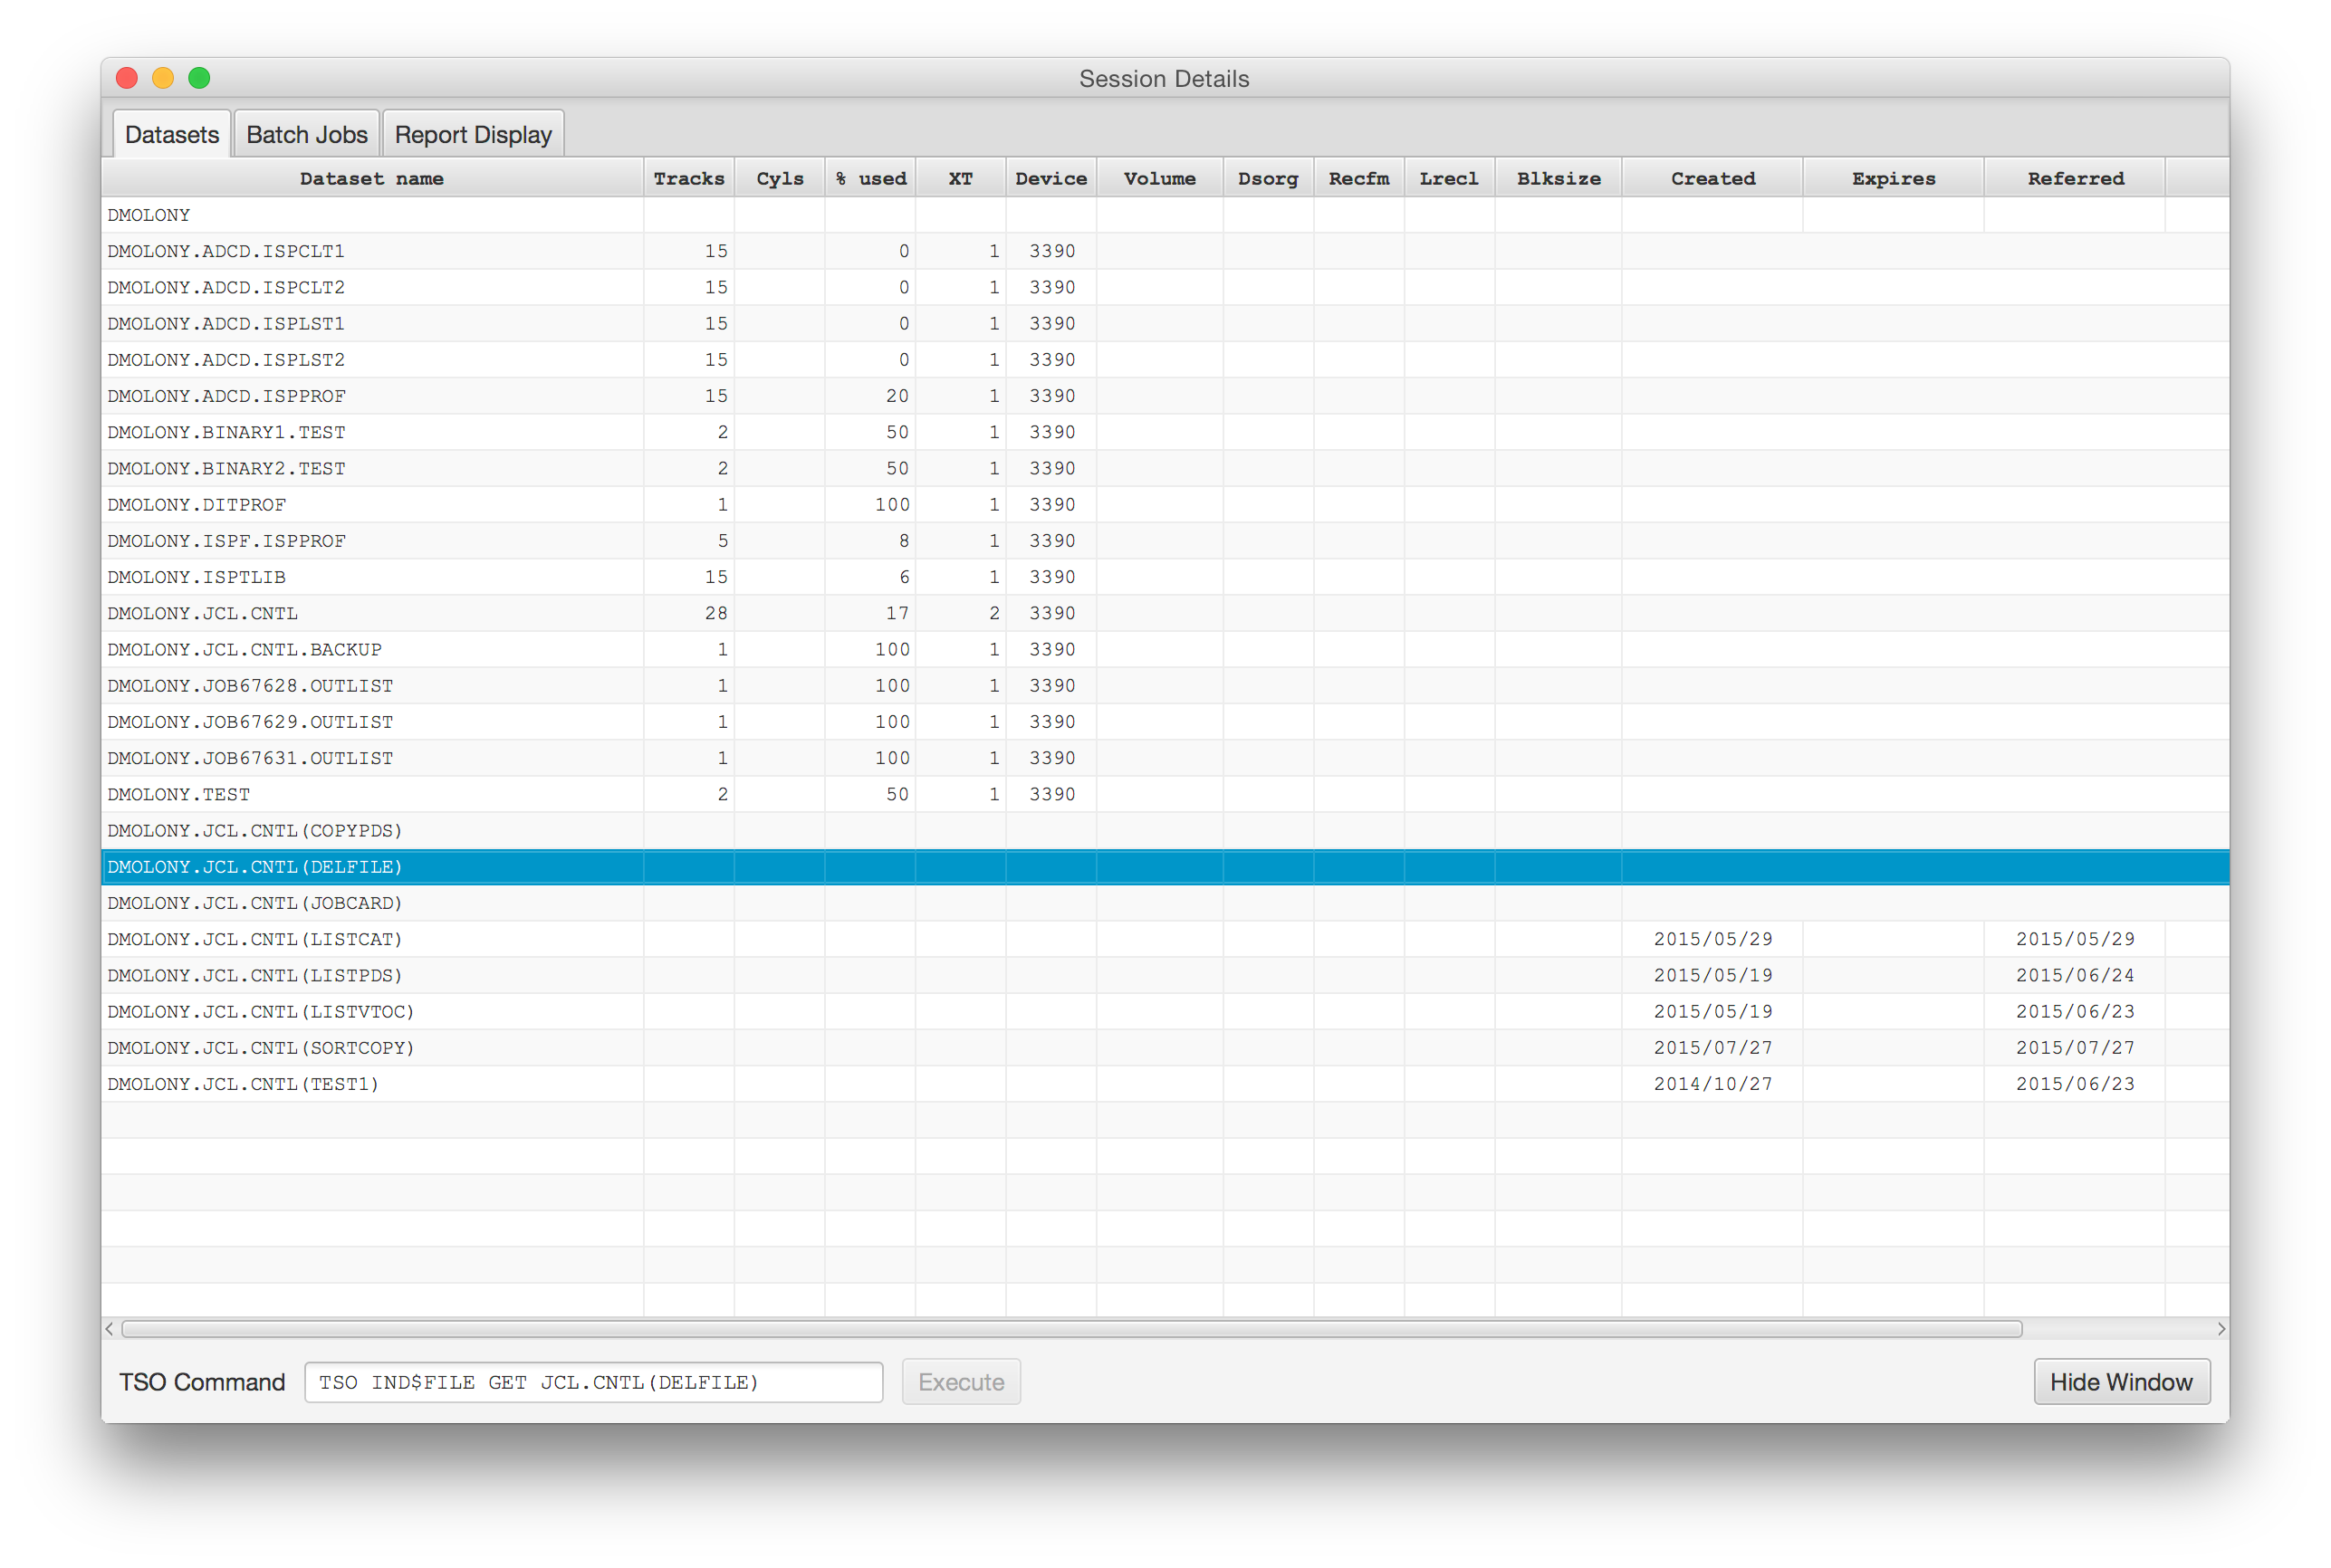 Session Details
Datasets Batch Jobs Report Display
Dataset name Tracks Cyls % used XT Device Volume Dsorg Recfm Lrecl Blksize Created Expires Referred
DMOLONY
DMOLONY.ADCD.ISPCLT1 15 0 1 3390
DMOLONY.ADCD.ISPCLT2 15 0 1 3390
DMOLONY.ADCD.ISPLST1 15 0 1 3390
DMOLONY.ADCD.ISPLST2 15 0 1 3390
DMOLONY.ADCD.ISPPROF 15 20 1 3390
DMOLONY.BINARY1.TEST 2 50 1 3390
DMOLONY.BINARY2.TEST 2 50 1 3390
DMOLONY.DITPROF 1 100 1 3390
DMOLONY.ISPF.ISPPROF 5 8 1 3390
DMOLONY.ISPTLIB 15 6 1 3390
DMOLONY.JCL.CNTL 28 17 2 3390
DMOLONY.JCL.CNTL.BACKUP 1 100 1 3390
DMOLONY.JOB67628.OUTLIST 1 100 1 3390
DMOLONY.JOB67629.OUTLIST 1 100 1 3390
DMOLONY.JOB67631.OUTLIST 1 100 1 3390
DMOLONY.TEST 2 50 1 3390
DMOLONY.JCL.CNTL(COPYPDS)
DMOLONY.JCL.CNTL(DELFILE)
DMOLONY.JCL.CNTL(JOBCARD)
DMOLONY.JCL.CNTL(LISTCAT) 2015/05/29 2015/05/29
DMOLONY.JCL.CNTL(LISTPDS) 2015/05/19 2015/06/24
DMOLONY.JCL.CNTL(LISTVTOC) 2015/05/19 2015/06/23
DMOLONY.JCL.CNTL(SORTCOPY) 2015/07/27 2015/07/27
DMOLONY.JCL.CNTL(TEST1) 2014/10/27 2015/06/23
TSO Command TSO IND$FILE GET JCL.CNTL(DELFILE) Execute Hide Window